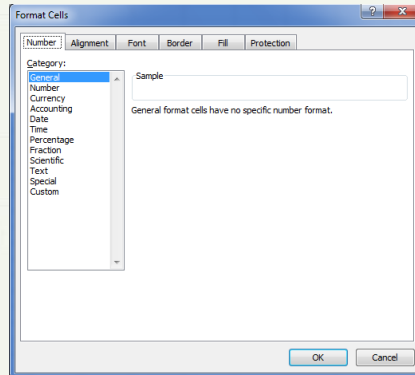 Format Cells
Number Alignment Font Border Fill Protection
Category:
General
Number
Currency
Accounting
Date
Time
Percentage
Fraction
Scientific
Text
Special
Custom
Sample
General format cells have no specific number format.
OK Cancel